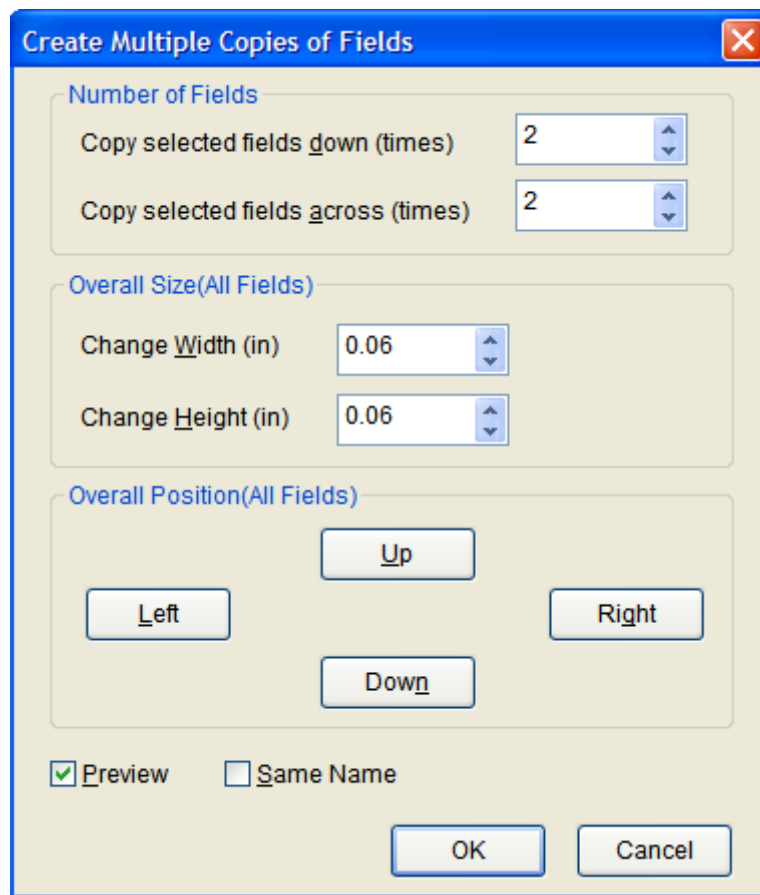 Create Multiple Copies of Fields
Number of Fields
Copy selected fields down (times) 2
Copy selected fields across (times) 2
Overall Size(All Fields)
Change Width (in) 0.06
Change Height (in) 0.06
Overall Position(All Fields)
Up
Left Right
Down
Preview Same Name
OK Cancel